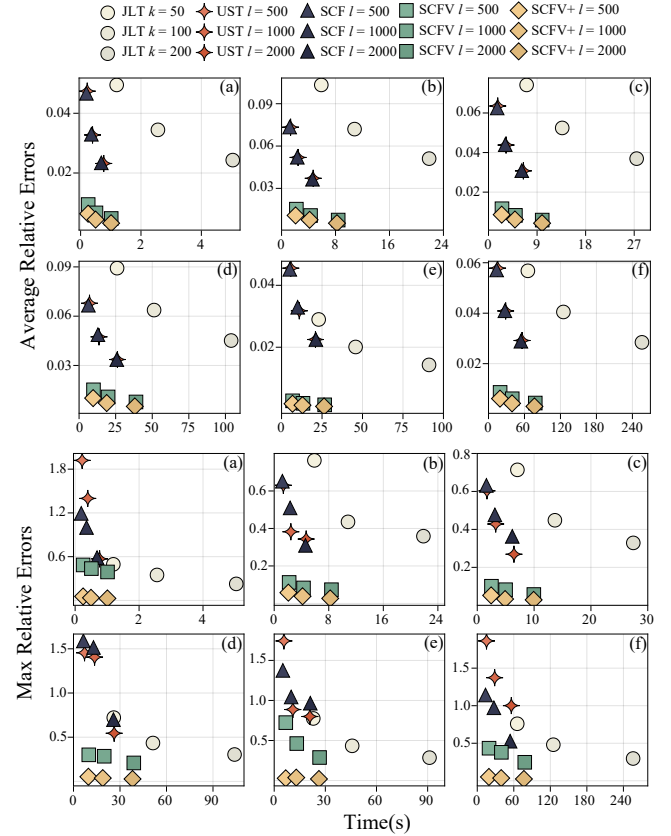 JLT k = 50 UST l = 500 SCF l = 500 SCFV l = 500 SCFV+ l = 500
JLT k = 100 UST l = 1000 SCF l = 1000 SCFV l = 1000 SCFV+ l = 1000
JLT k = 200 UST l = 2000 SCF l = 2000 SCFV l = 2000 SCFV+ l = 2000
Average Relative Errors
(a)
0.04
0.02
0 2 4
(b)
0.09
0.06
0.03
0 8 16 24
(c)
0.06
0.04
0.02
0 9 18 27
(d)
0.09
0.06
0.03
0 25 50 75 100
(e)
0.04
0.02
0 25 50 75 100
(f)
0.06
0.04
0.02
0 60 120 180 240
Max Relative Errors
(a)
1.8
1.2
0.6
0 2 4
(b)
0.6
0.4
0.2
0 8 16 24
(c)
0.8
0.6
0.4
0.2
0 10 20 30
(d)
1.5
1.0
0.5
0 30 60 90
(e)
1.5
1.0
0.5
0 30 60 90
(f)
1.5
1.0
0.5
0 60 120 180 240
Time(s)